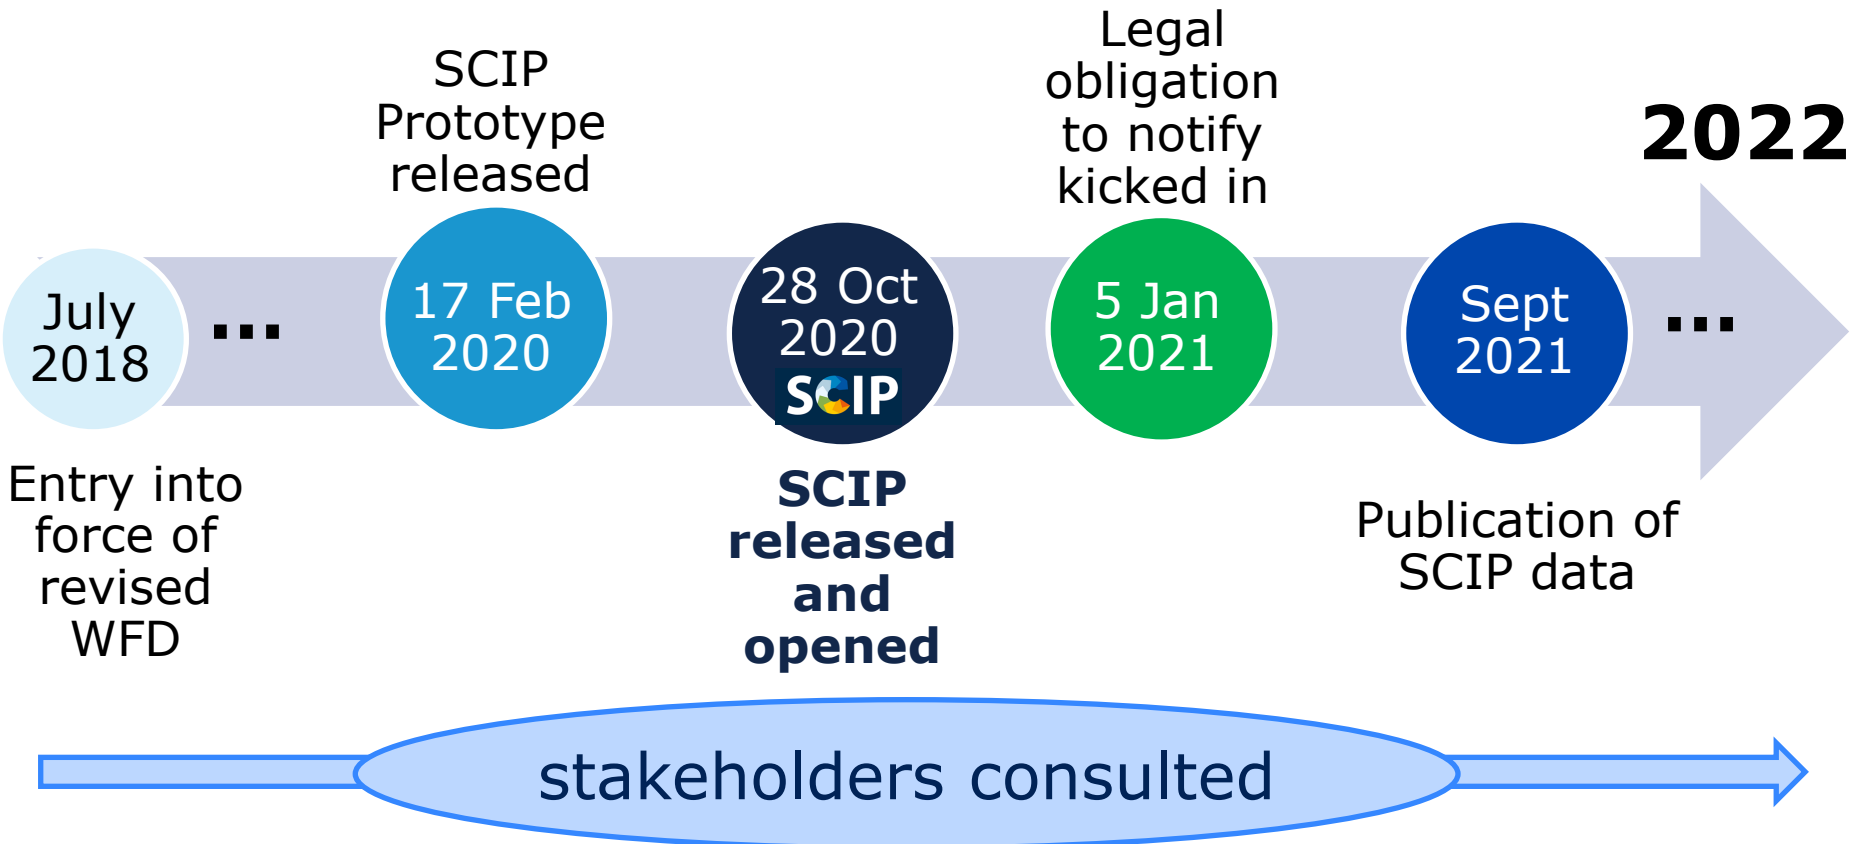 SCIP
Prototype
released
Legal
obligation
to notify
kicked in
2022
July
2018
...
17 Feb
2020
28 Oct
2020
SCIP
5 Jan
2021
Sept
2021
...
Entry into
force of
revised
WFD
SCIP
released
and
opened
Publication of
SCIP data
stakeholders consulted